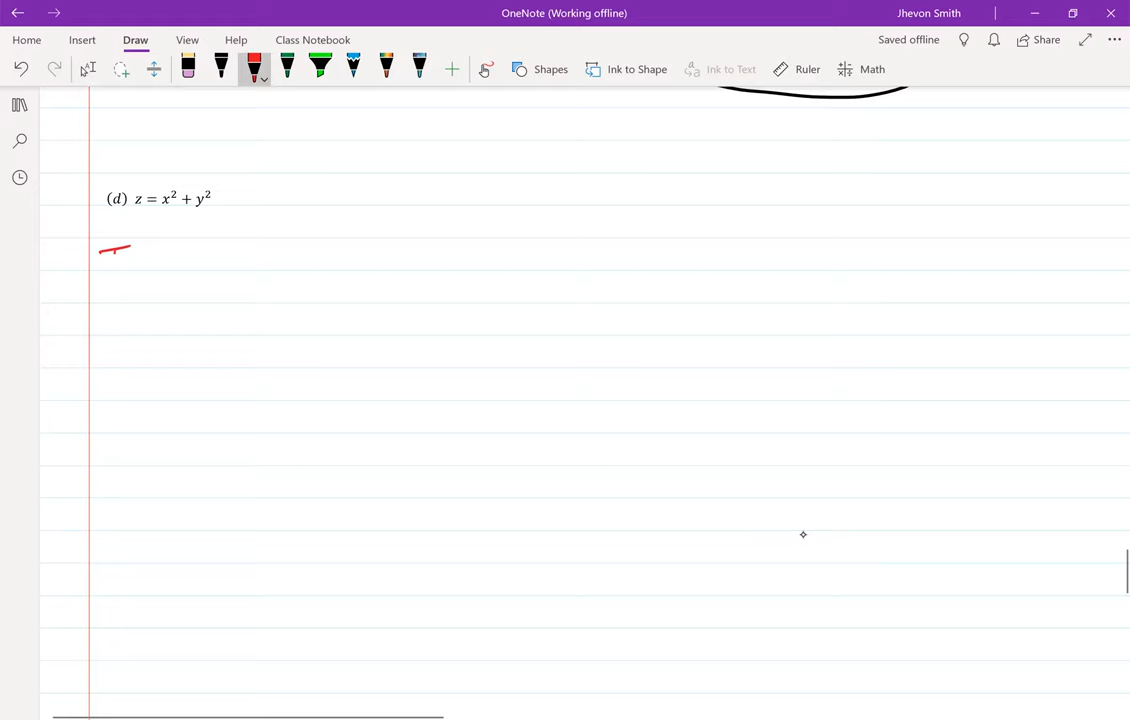 OneNote (Working offline)
Jhevon Smith
Home Insert Draw View Help Class Notebook
Saved offline
Share
Shapes
Ink to Shape
Ink to Text
Ruler
Math
(d) z = x² + y²